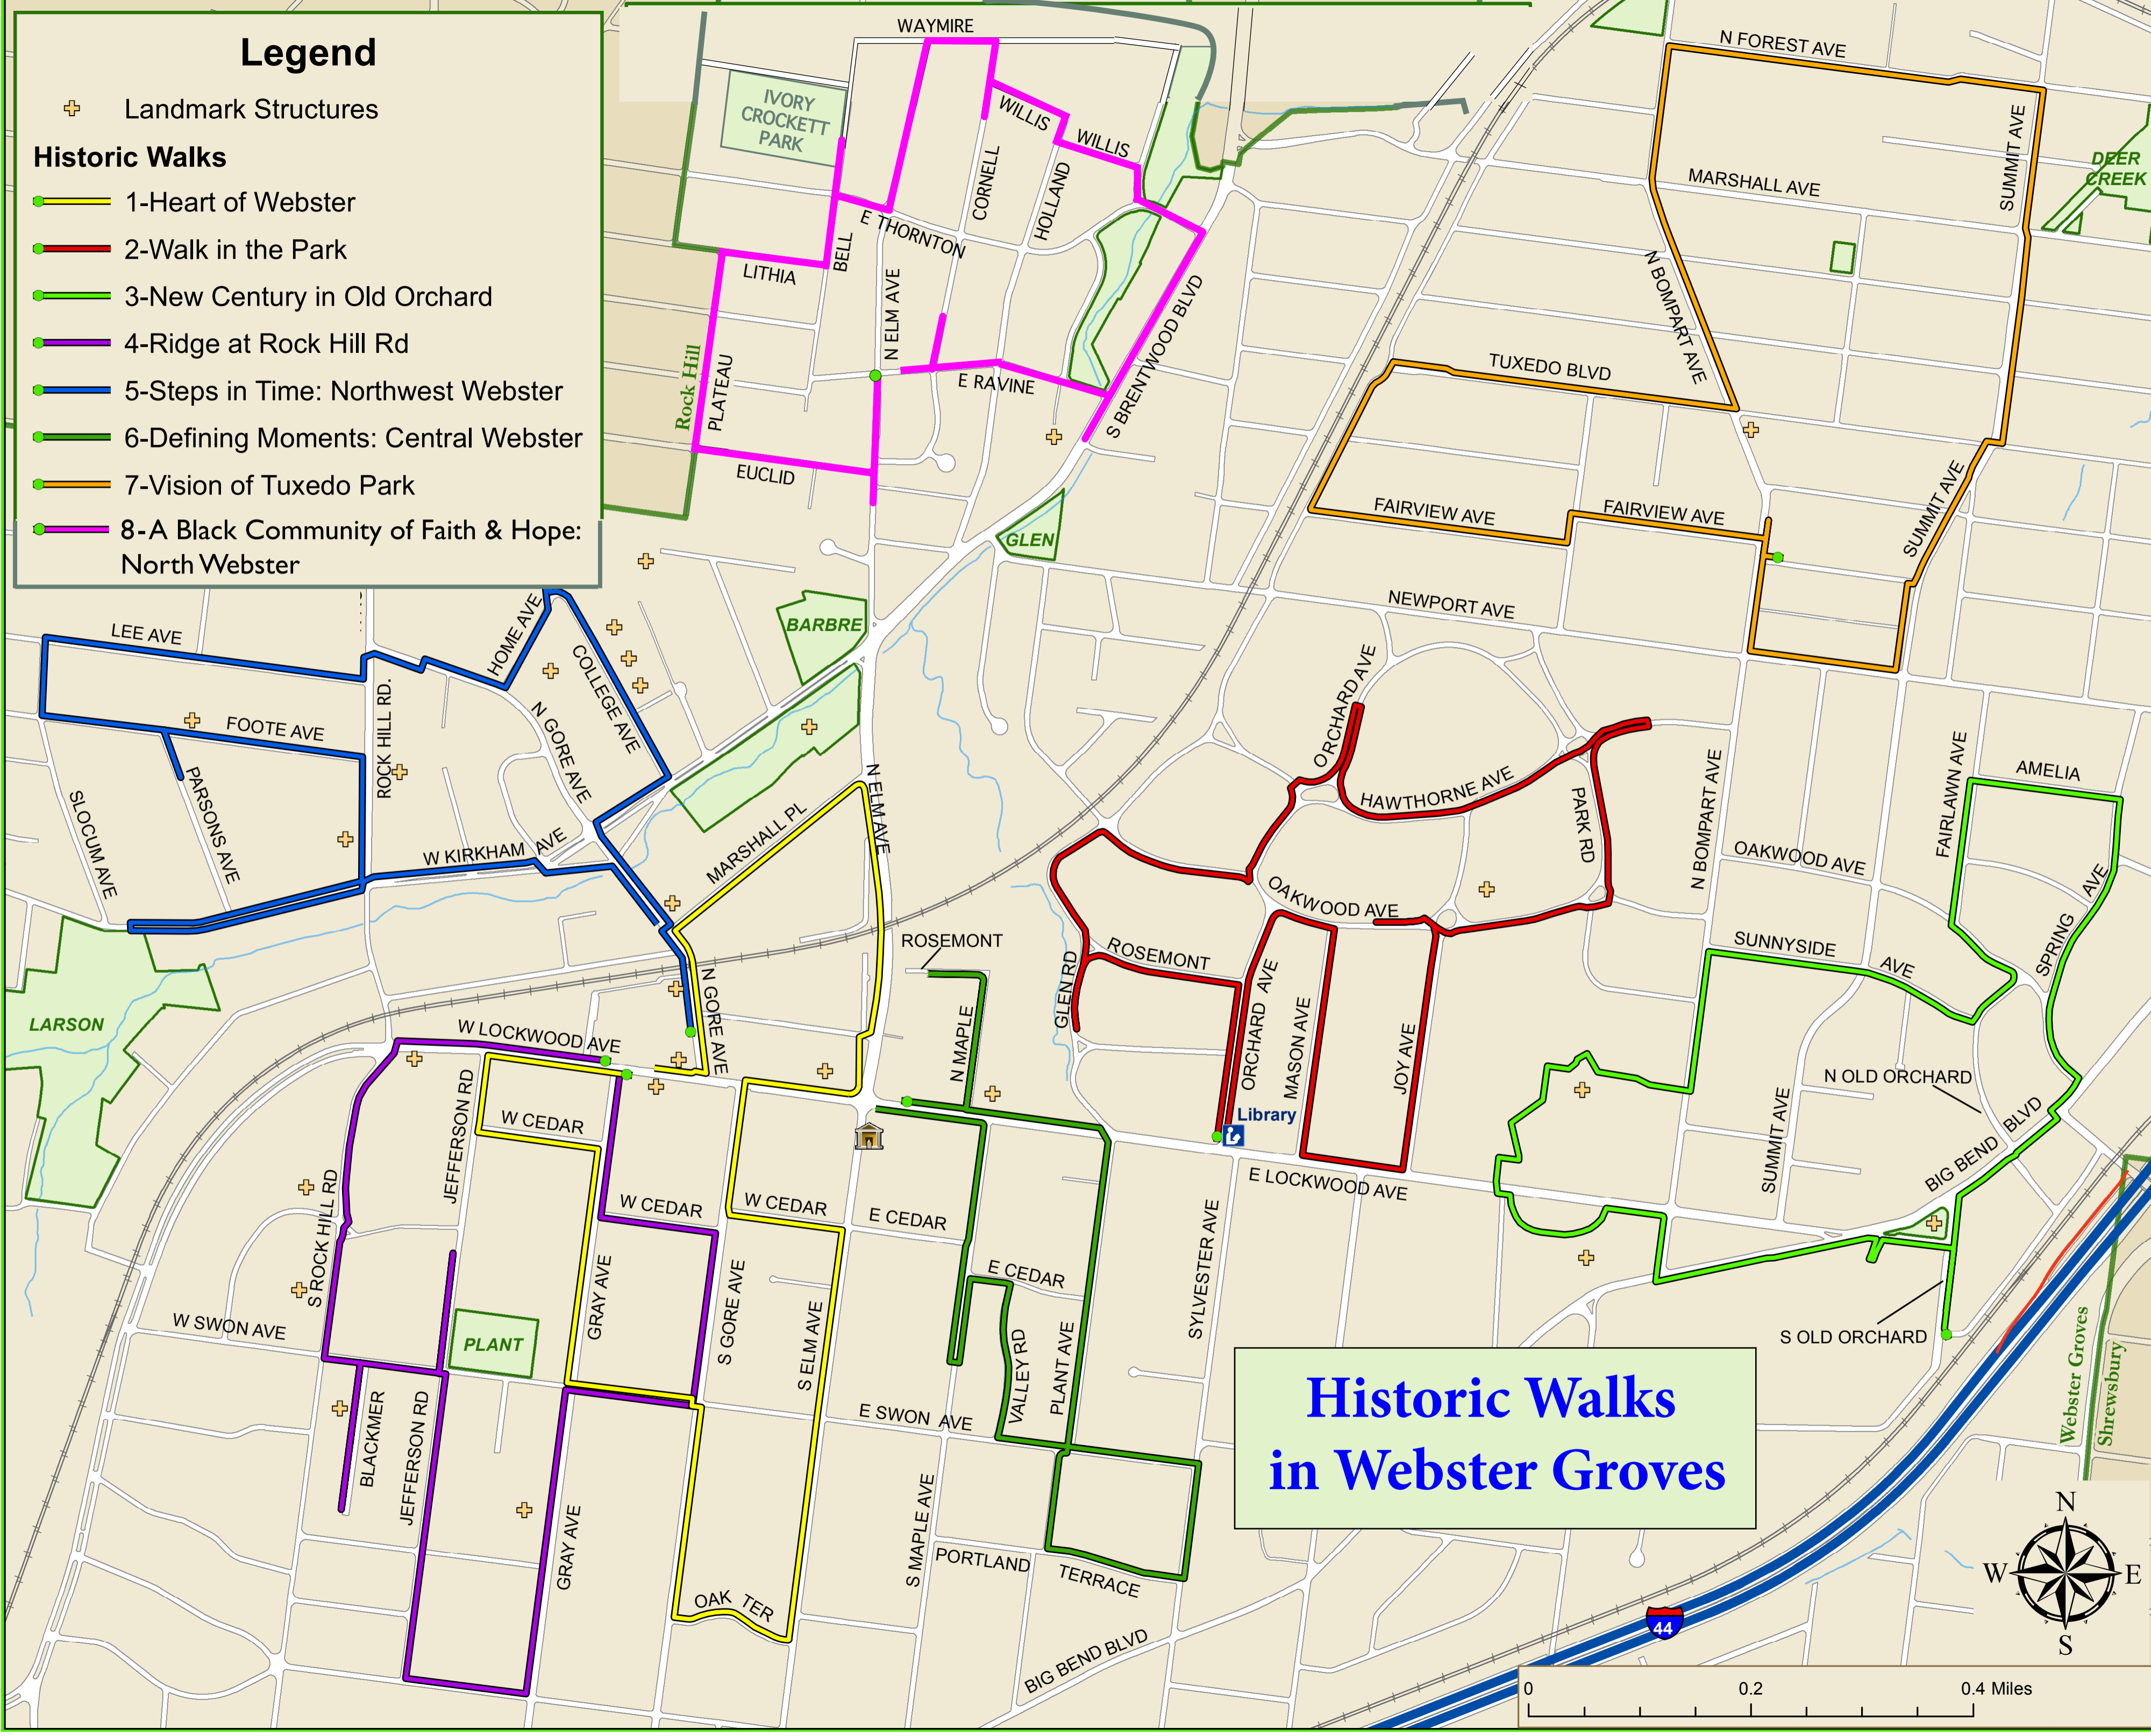 Legend
Landmark Structures
Historic Walks
1-Heart of Webster
2-Walk in the Park
3-New Century in Old Orchard
4-Ridge at Rock Hill Rd
5-Steps in Time: Northwest Webster
6-Defining Moments: Central Webster
7-Vision of Tuxedo Park
8-A Black Community of Faith & Hope:
North Webster
WAYMIRE
IVORY
CROCKETT
PARK
WILLIS
WILLIS
CORNELL
HOLLAND
E THORNTON
BELL
LITHIA
N ELM AVE
Rock Hill
PLATEAU
E RAVINE
S BRENTWOOD BLVD
EUCLID
GLEN
BARBRE
N FOREST AVE
SUMMIT AVE
DEER
CREEK
MARSHALL AVE
N BOMPART AVE
TUXEDO BLVD
FAIRVIEW AVE
FAIRVIEW AVE
SUMMIT AVE
NEWPORT AVE
LEE AVE
HOME AVE
COLLEGE AVE
ROCK HILL RD.
FOOTE AVE
N GORE AVE
PARSONS AVE
SLOCUM AVE
W KIRKHAM AVE
MARSHALL PL
N ELM AVE
LARSON
ORCHARD AVE
HAWTHORNE AVE
PARK RD
N BOMPART AVE
FAIRLAWN AVE
AMELIA
OAKWOOD AVE
OAKWOOD AVE
SPRING AVE
SUNNYSIDE AVE
ROSEMONT
ROSEMONT
GLEN RD
N GORE AVE
W LOCKWOOD AVE
N MAPLE
ORCHARD AVE
MASON AVE
JOY AVE
Library
N OLD ORCHARD
BIG BEND BLVD
SUMMIT AVE
JEFFERSON RD
W CEDAR
W CEDAR
W CEDAR
E CEDAR
E CEDAR
E LOCKWOOD AVE
S ROCK HILL RD
W SWON AVE
PLANT
GRAY AVE
S GORE AVE
S ELM AVE
VALLEY RD
PLANT AVE
SYLVESTER AVE
S OLD ORCHARD
Webster Groves
Shrewsbury
BLACKMER
JEFFERSON RD
GRAY AVE
E SWON AVE
S MAPLE AVE
PORTLAND TERRACE
OAK TER
BIG BEND BLVD
Historic Walks
in Webster Groves
44
N
W
E
S
0
0.2
0.4 Miles